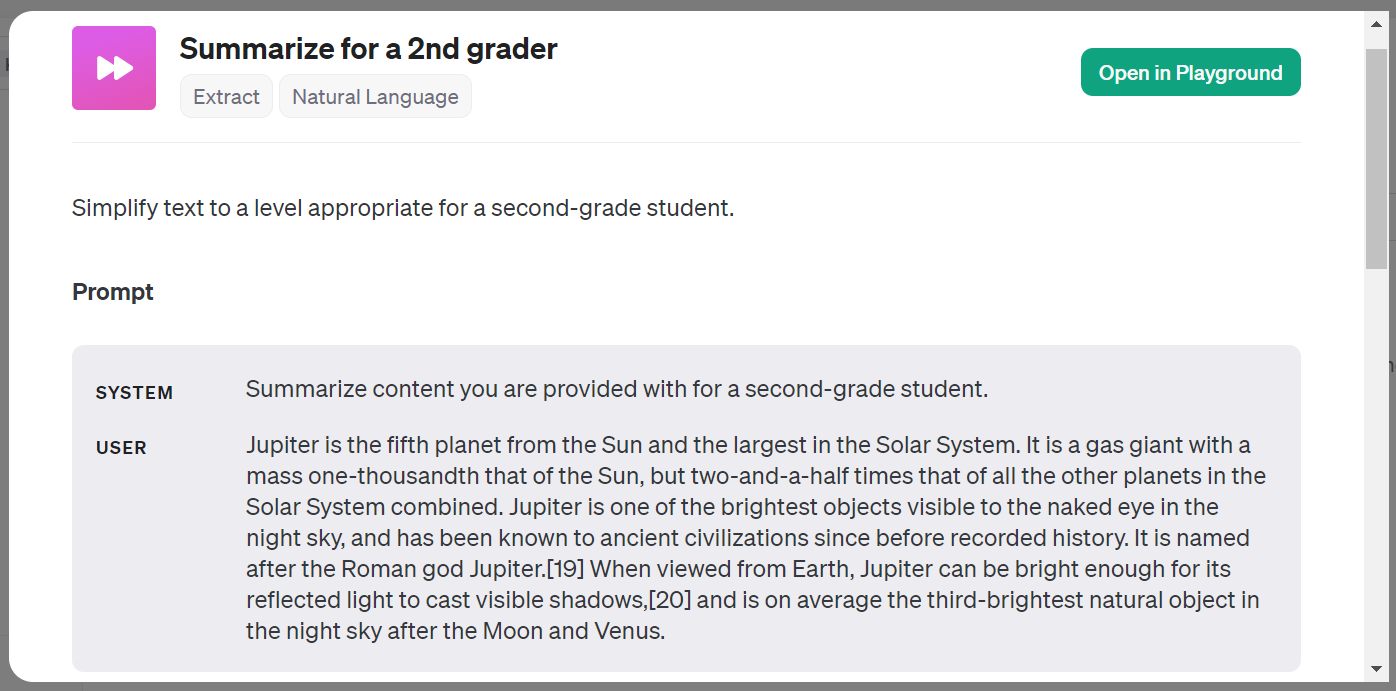 Summarize for a 2nd grader
Extract
Natural Language
Open in Playground
Simplify text to a level appropriate for a second-grade student.
Prompt
SYSTEM
Summarize content you are provided with for a second-grade student.
USER
Jupiter is the fifth planet from the Sun and the largest in the Solar System. It is a gas giant with a
mass one-thousandth that of the Sun, but two-and-a-half times that of all the other planets in the
Solar System combined. Jupiter is one of the brightest objects visible to the naked eye in the
night sky, and has been known to ancient civilizations since before recorded history. It is named
after the Roman god Jupiter.[19] When viewed from Earth, Jupiter can be bright enough for its
reflected light to cast visible shadows,[20] and is on average the third-brightest natural object in
the night sky after the Moon and Venus.